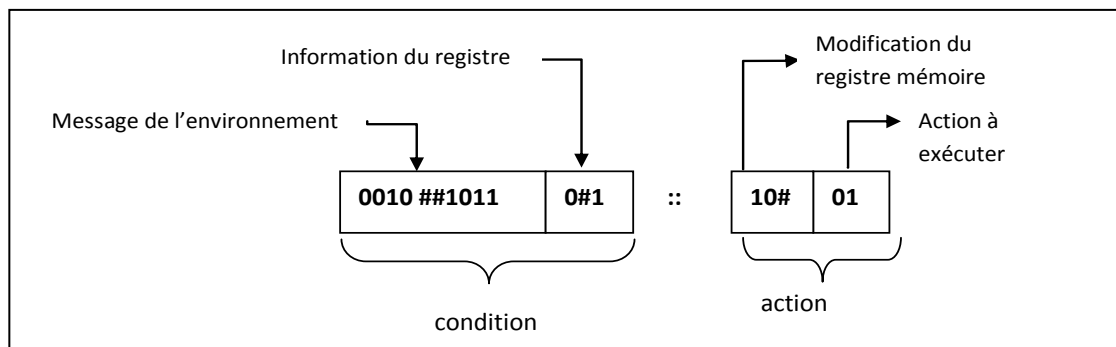 Information du registre
Modification du
registre mémoire
Message de l'environnement
Action à
exécuter
0010 ##1011 0#1 :: 10# 01
condition
action